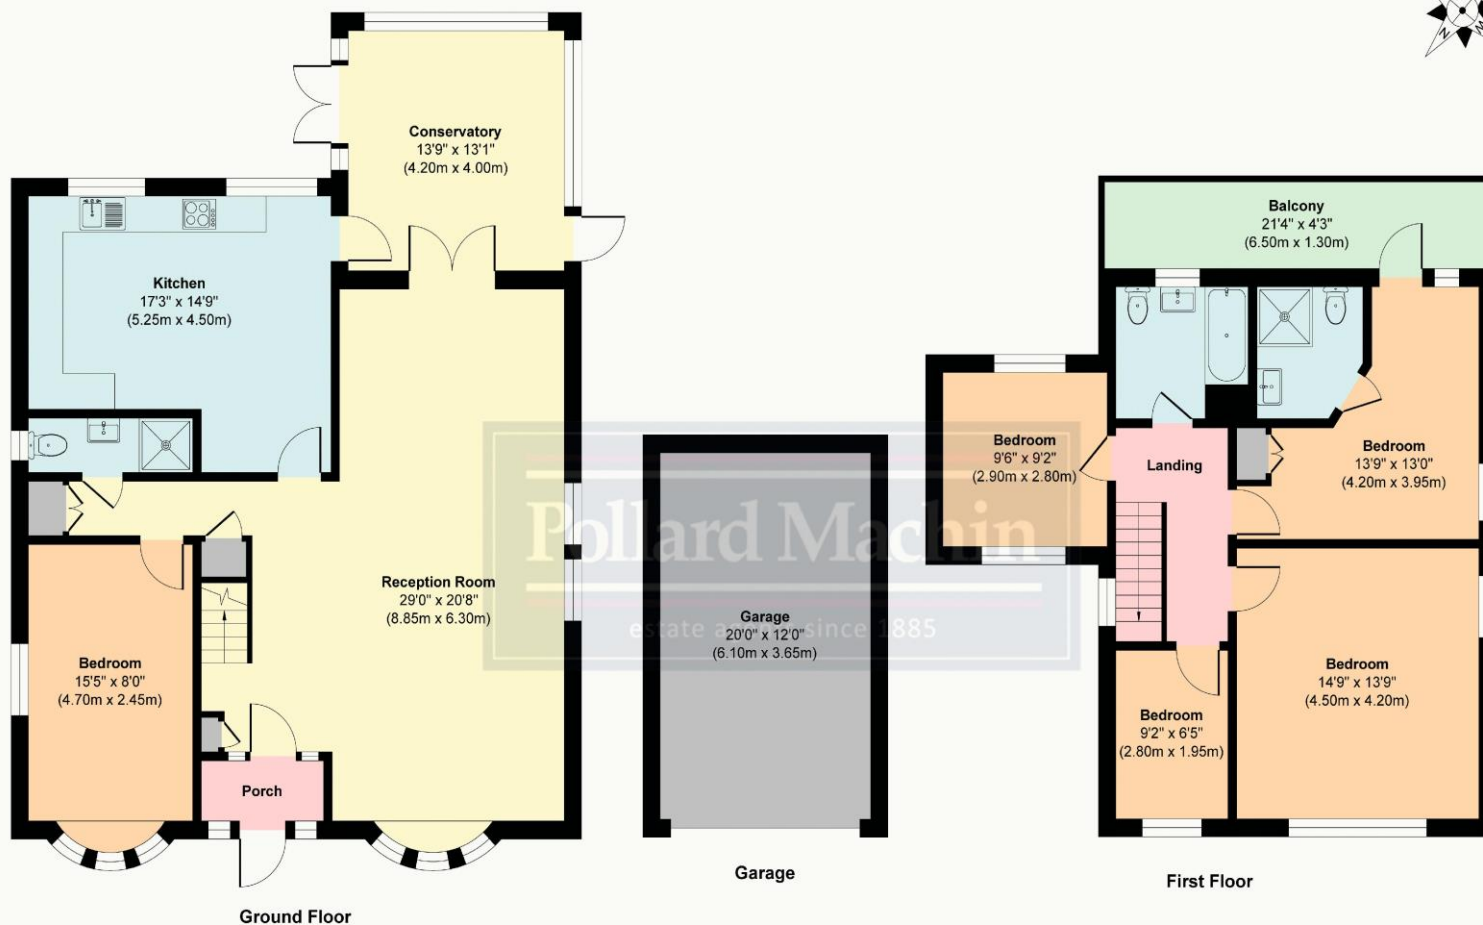 Conservatory
13'9" x 13'1"
(4.20m x 4.00m)
Kitchen
17'3" x 14'9"
(5.25m x 4.50m)
Reception Room
29'0" x 20'8"
(8.85m x 6.30m)
Bedroom
15'5" x 8'0"
(4.70m x 2.45m)
Porch
Ground Floor
Garage
20'0" x 12'0"
(6.10m x 3.65m)
Garage
Pollard Machin
estate agents since 1885
N
Balcony
21'4" x 4'3"
(6.50m x 1.30m)
Bedroom
9'6" x 9'2"
(2.90m x 2.80m)
Landing
Bedroom
13'9" x 13'0"
(4.20m x 3.95m)
Bedroom
14'9" x 13'9"
(4.50m x 4.20m)
Bedroom
9'2" x 6'5"
(2.80m x 1.95m)
First Floor